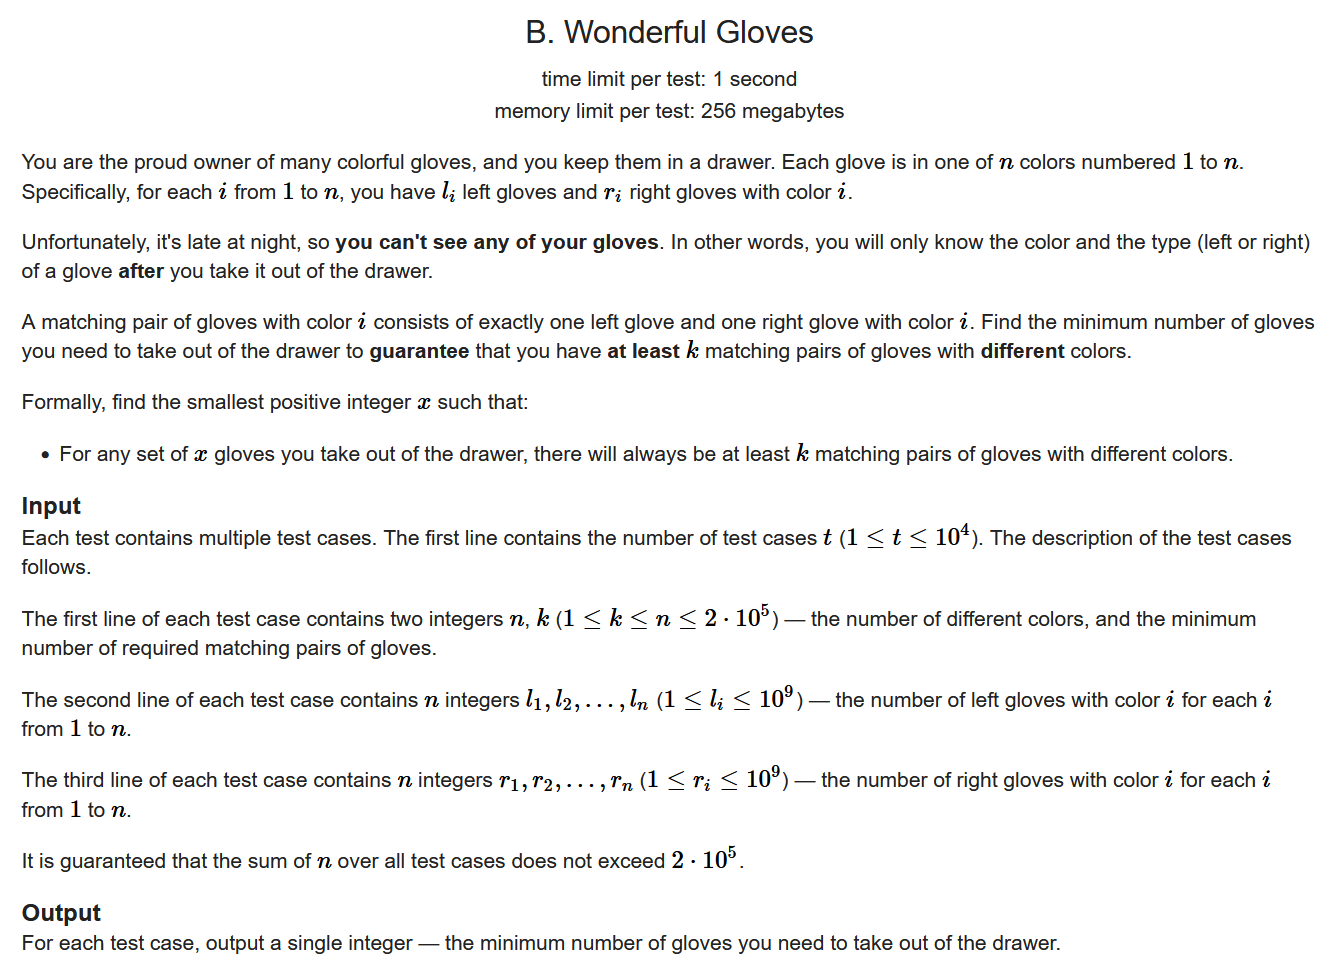 B. Wonderful Gloves
time limit per test: 1 second
memory limit per test: 256 megabytes
You are the proud owner of many colorful gloves, and you keep them in a drawer. Each glove is in one of n colors numbered 1 to n.
Specifically, for each i from 1 to n, you have l_i left gloves and r_i right gloves with color i.
Unfortunately, it's late at night, so you can't see any of your gloves. In other words, you will only know the color and the type (left or right)
of a glove after you take it out of the drawer.
A matching pair of gloves with color i consists of exactly one left glove and one right glove with color i. Find the minimum number of gloves
you need to take out of the drawer to guarantee that you have at least k matching pairs of gloves with different colors.
Formally, find the smallest positive integer x such that:
• For any set of x gloves you take out of the drawer, there will always be at least k matching pairs of gloves with different colors.
Input
Each test contains multiple test cases. The first line contains the number of test cases t (1 ≤ t ≤ 10^4). The description of the test cases
follows.
The first line of each test case contains two integers n, k (1 ≤ k ≤ n ≤ 2 · 10^5) — the number of different colors, and the minimum
number of required matching pairs of gloves.
The second line of each test case contains n integers l_1, l_2, . . . , l_n (1 ≤ l_i ≤ 10^9) — the number of left gloves with color i for each i
from 1 to n.
The third line of each test case contains n integers r_1, r_2, . . . , r_n (1 ≤ r_i ≤ 10^9) — the number of right gloves with color i for each i
from 1 to n.
It is guaranteed that the sum of n over all test cases does not exceed 2 · 10^5.
Output
For each test case, output a single integer — the minimum number of gloves you need to take out of the drawer.